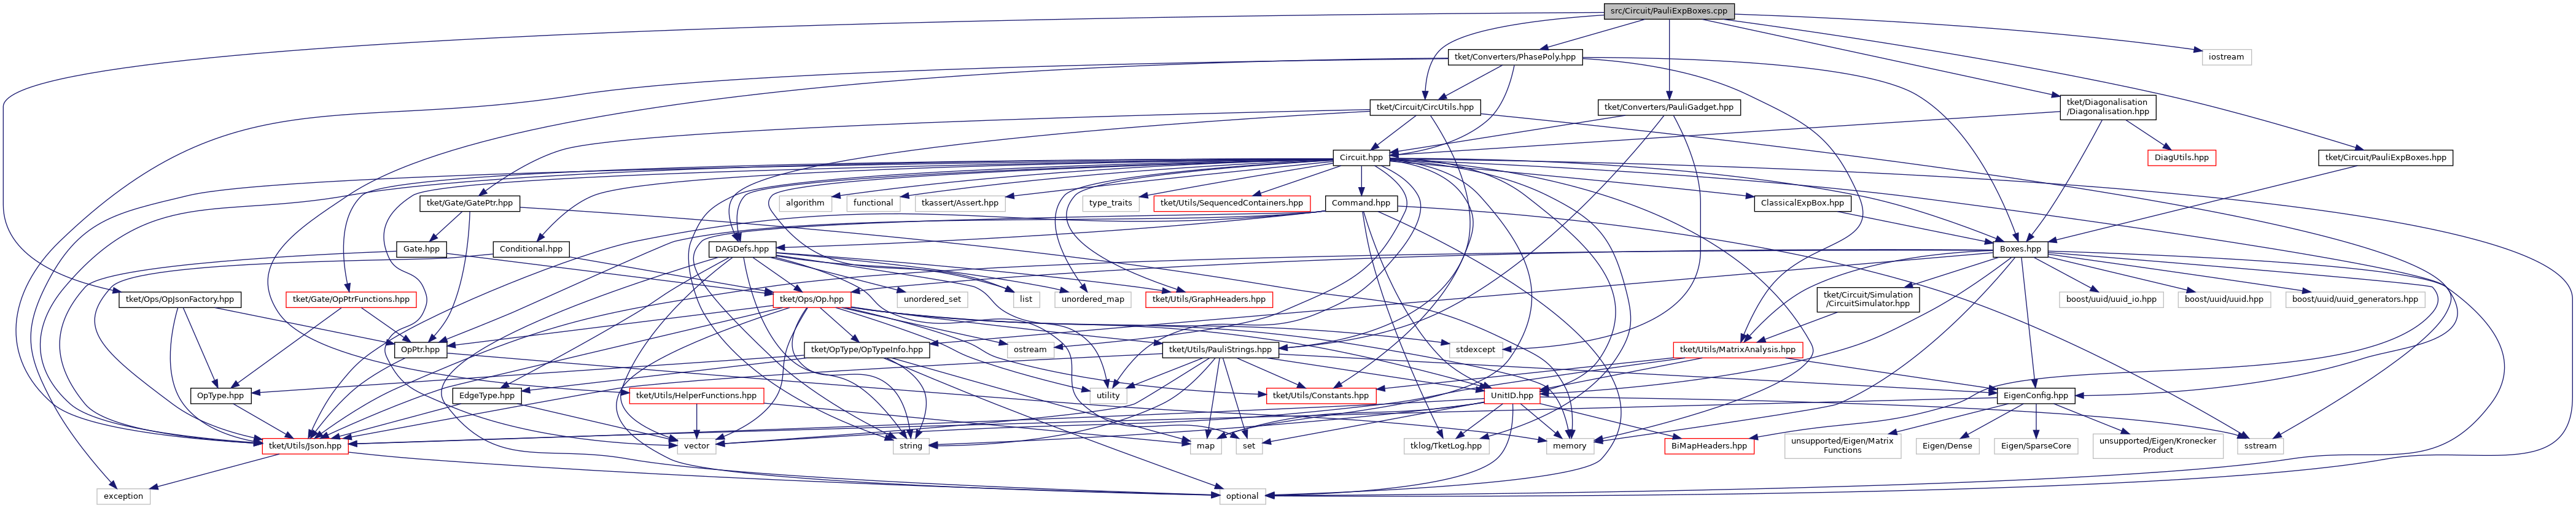 src/Circuit/PauliExpBoxes.cpp
tket/Converters/PhasePoly.hpp
iostream
tket/Circuit/CircUtils.hpp
tket/Converters/PauliGadget.hpp
tket/Diagonalisation
/Diagonalisation.hpp
Circuit.hpp
DiagUtils.hpp
tket/Circuit/PauliExpBoxes.hpp
tket/Gate/GatePtr.hpp
algorithm
functional
tkassert/Assert.hpp
type_traits
tket/Utils/SequencedContainers.hpp
Command.hpp
ClassicalExpBox.hpp
Gate.hpp
Conditional.hpp
DAGDefs.hpp
Boxes.hpp
tket/Ops/OpJsonFactory.hpp
tket/Gate/OpPtrFunctions.hpp
tket/Ops/Op.hpp
unordered_set
list
unordered_map
tket/Utils/GraphHeaders.hpp
tket/Circuit/Simulation
/CircuitSimulator.hpp
boost/uuid/uuid_io.hpp
boost/uuid/uuid.hpp
boost/uuid/uuid_generators.hpp
OpPtr.hpp
tket/OpType/OpTypeInfo.hpp
ostream
tket/Utils/PauliStrings.hpp
stdexcept
tket/Utils/MatrixAnalysis.hpp
OpType.hpp
EdgeType.hpp
tket/Utils/HelperFunctions.hpp
utility
tket/Utils/Constants.hpp
UnitID.hpp
EigenConfig.hpp
tket/Utils/Json.hpp
vector
string
map
set
tklog/TketLog.hpp
memory
BiMapHeaders.hpp
unsupported/Eigen/Matrix
Functions
Eigen/Dense
Eigen/SparseCore
unsupported/Eigen/Kronecker
Product
sstream
exception
optional